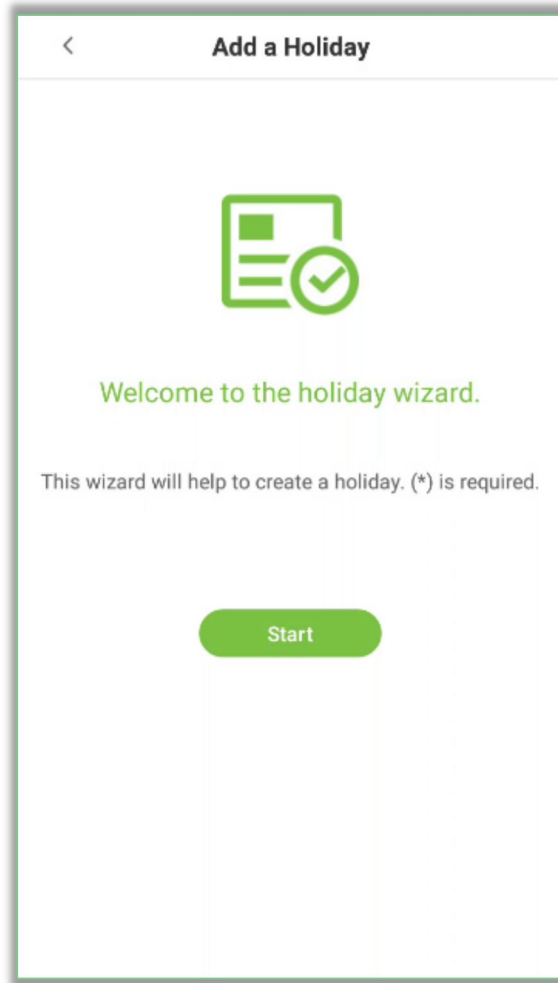 Add a Holiday
Welcome to the holiday wizard.
This wizard will help to create a holiday. (*) is required.
Start